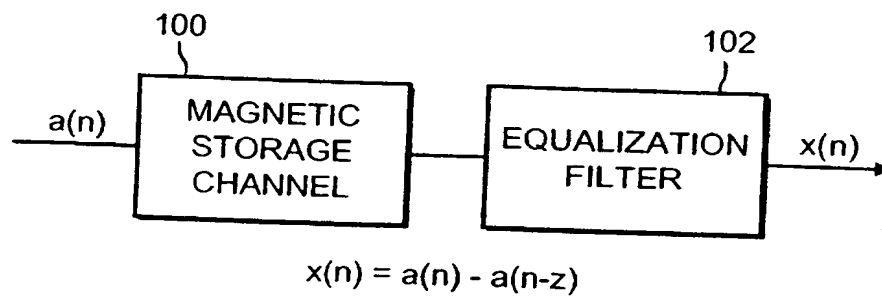 100
102
a(n)
MAGNETIC
STORAGE
CHANNEL
EQUALIZATION
FILTER
x(n)
x(n) = a(n) - a(n-z)